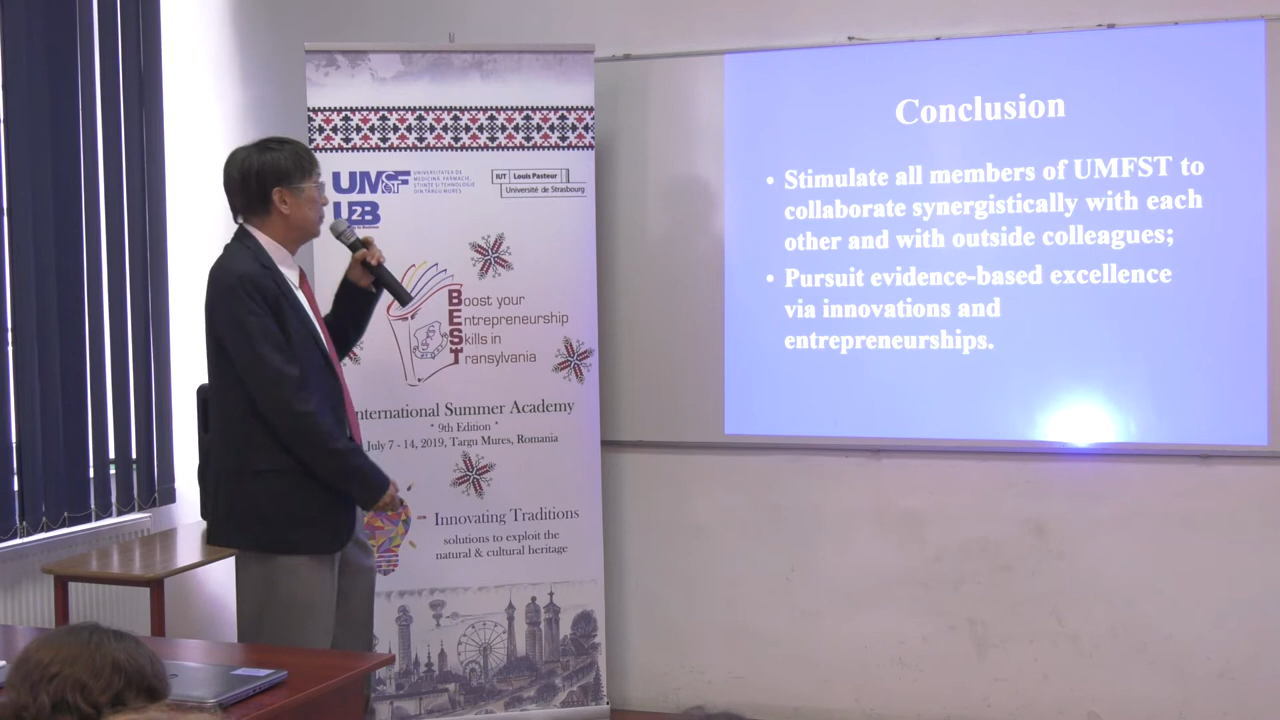 UMFST
UNIVERSITATEA DE
MEDICINĂ, FARMACIE,
ȘTIINȚE ȘI TEHNOLOGIE
DIN TÂRGU MUREȘ
U2B
to Business
IUT Louis Pasteur
Université de Strasbourg
Boost your
Entrepreneurship
Skills in
Transylvania
nternational Summer Academy
* 9th Edition *
July 7 - 14, 2019, Targu Mures, Romania
Innovating Traditions
solutions to exploit the
natural & cultural heritage
Conclusion
• Stimulate all members of UMFST to
collaborate synergistically with each
other and with outside colleagues;
• Pursuit evidence-based excellence
via innovations and
entrepreneurships.